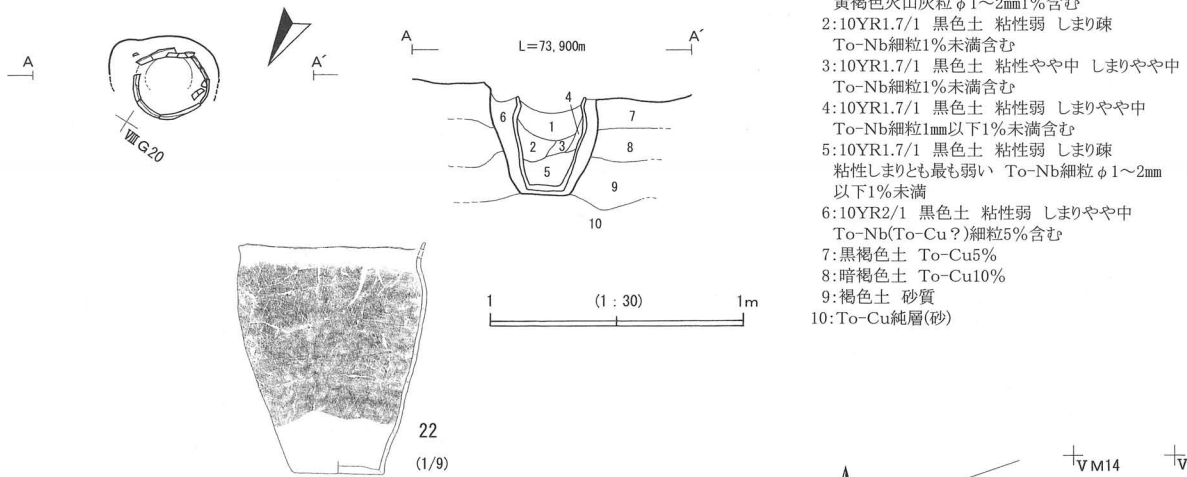 A
A´
Ⅷ G 20
A
L=73,900m
A´
4
6
1
7
2
3
8
5
9
10
22
(1/9)
1
(1:30)
1m
黄褐色火山灰粒φ1～2mm1%含む
2:10YR1.7/1 黒色土 粘性弱 しまり疎
To-Nb細粒1%未満含む
3:10YR1.7/1 黒色土 粘性やや中 しまりやや中
To-Nb細粒1%未満含む
4:10YR1.7/1 黒色土 粘性弱 しまりやや中
To-Nb細粒1mm以下1%未満含む
5:10YR1.7/1 黒色土 粘性弱 しまり疎
粘性しまりとも最も弱い To-Nb細粒φ1～2mm
以下1%未満
6:10YR2/1 黒色土 粘性弱 しまりやや中
To-Nb(To-Cu？)細粒5%含む
7:黒褐色土 To-Cu5%
8:暗褐色土 To-Cu10%
9:褐色土 砂質
10:To-Cu純層(砂)
V M14
V